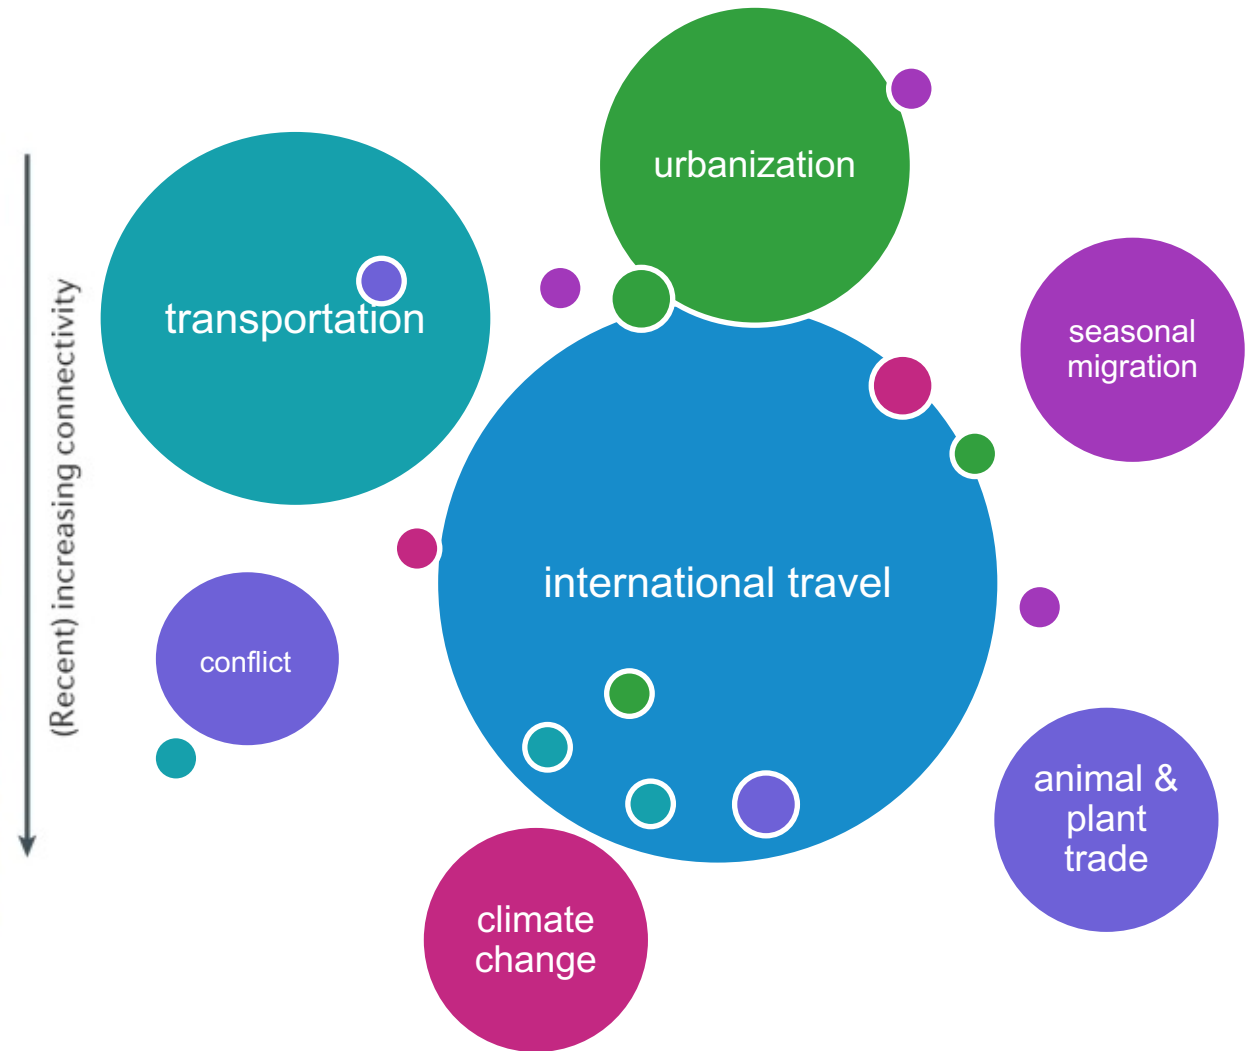 (Recent) increasing connectivity
urbanization
transportation
seasonal
migration
international travel
conflict
animal &
plant
trade
climate
change